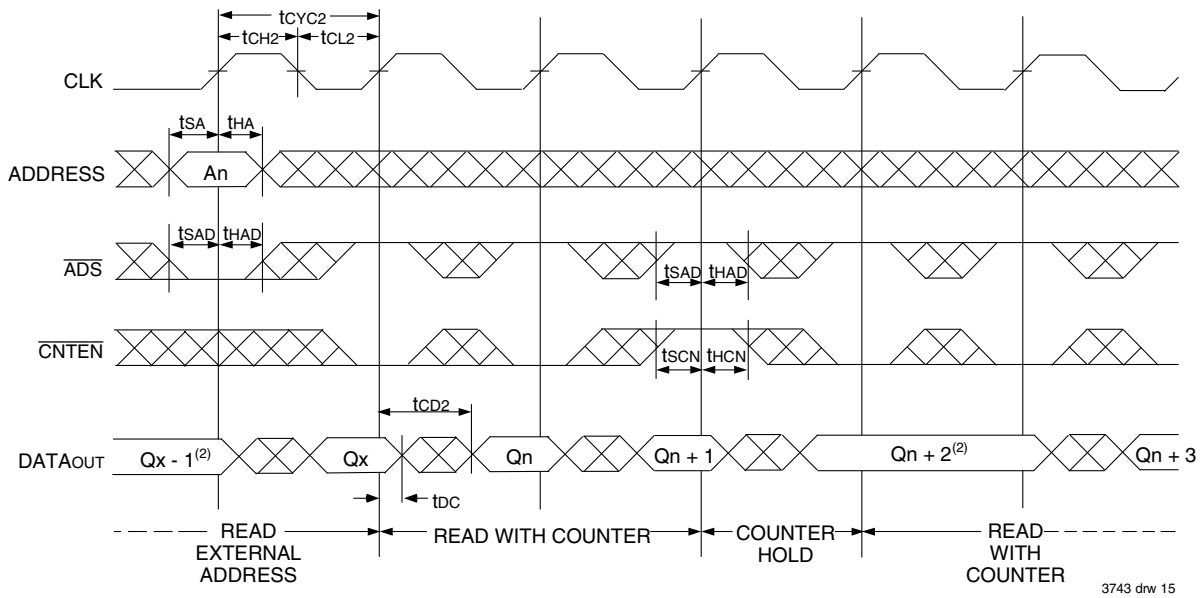 tCYC2
tCH2 tCL2
CLK
tSA tHA
ADDRESS An
tSAD tHAD
ADS
tSAD tHAD
CNTEN
tSCN tHCN
tCD2
DATAOUT Qx - 1(2) Qx Qn Qn + 1 Qn + 2(2) Qn + 3
tDC
READ EXTERNAL ADDRESS
READ WITH COUNTER
COUNTER HOLD
READ WITH COUNTER
3743 drw 15